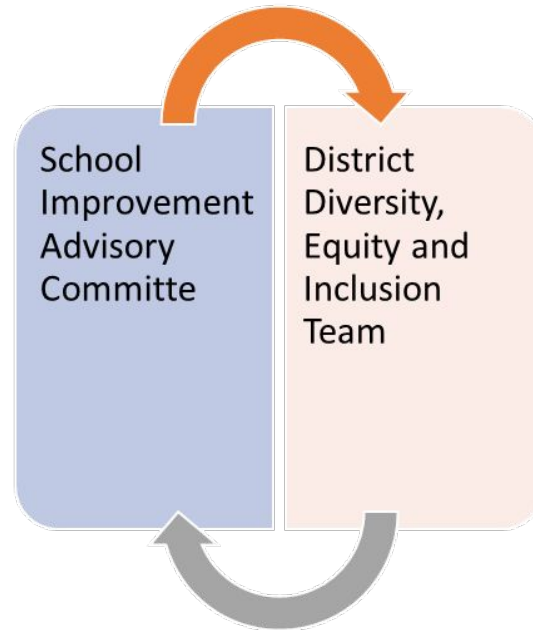 School
Improvement
Advisory
Committe
District
Diversity,
Equity and
Inclusion
Team